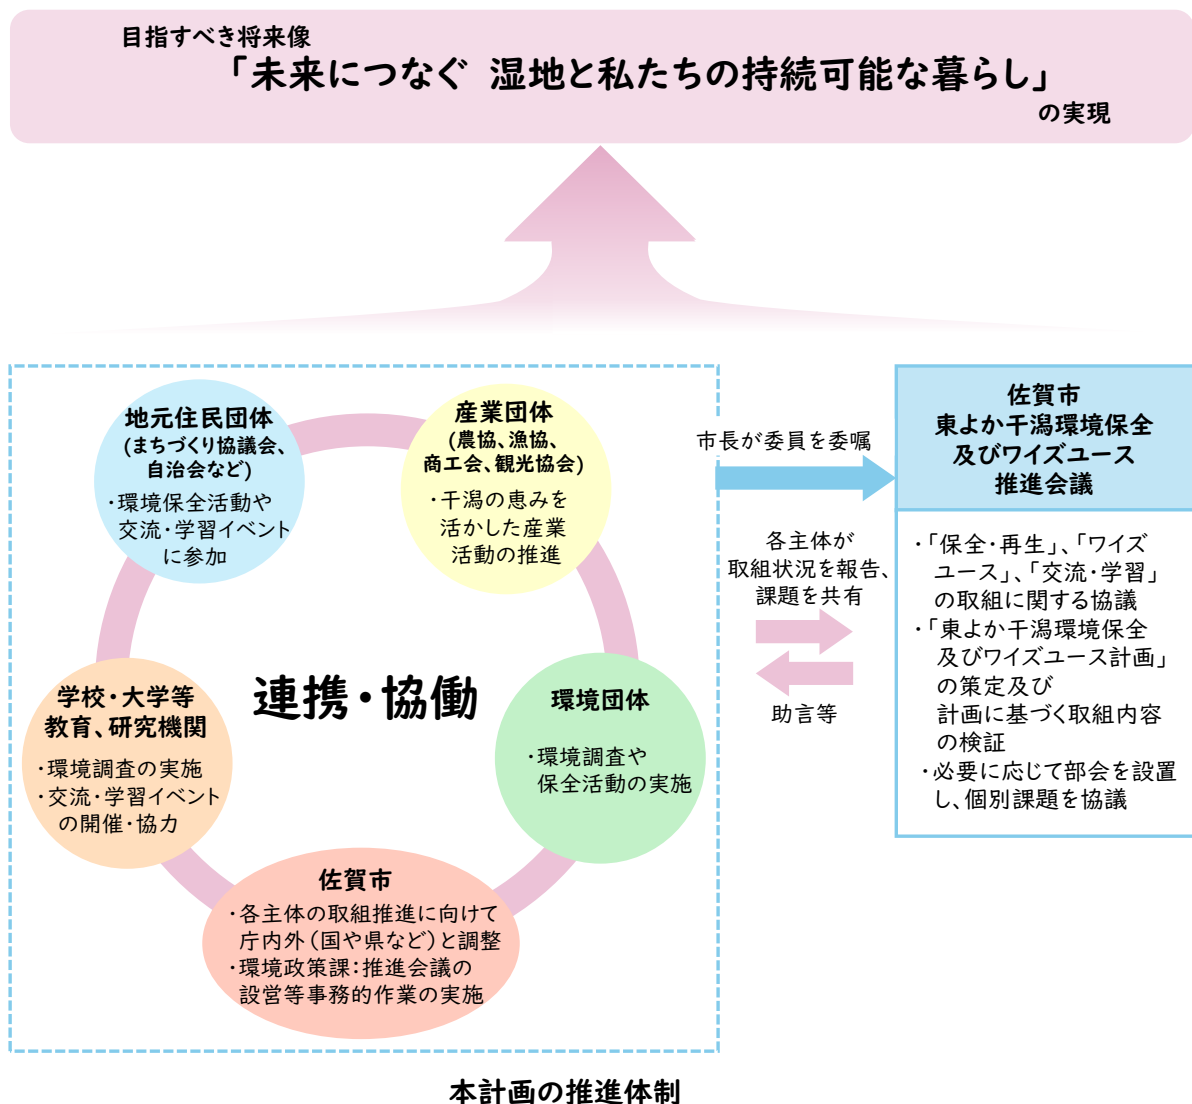 目指すべき将来像
「未来につなぐ 湿地と私たちの持続可能な暮らし」
の実現
地元住民団体
(まちづくり協議会、
自治会など)
・環境保全活動や
交流・学習イベント
に参加
産業団体
(農協、漁協、
商工会、観光協会)
・干潟の恵みを
活かした産業
活動の推進
連携・協働
学校・大学等
教育、研究機関
・環境調査の実施
・交流・学習イベント
の開催・協力
環境団体
・環境調査や
保全活動の実施
佐賀市
・各主体の取組推進に向けて
庁内外(国や県など)と調整
・環境政策課:推進会議の
設営等事務的作業の実施
市長が委員を委嘱
各主体が
取組状況を報告、
課題を共有
助言等
佐賀市
東よか干潟環境保全
及びワイズユース
推進会議
・「保全・再生」、「ワイズ
ユース」、「交流・学習」
の取組に関する協議
・「東よか干潟環境保全
及びワイズユース計画」
の策定及び
計画に基づく取組内容
の検証
・必要に応じて部会を設置
し、個別課題を協議
本計画の推進体制